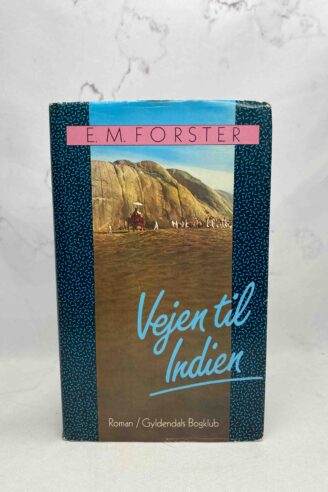 E. M. FORSTER
Vejen til
Indien
Roman / Gyldendals Bogklub